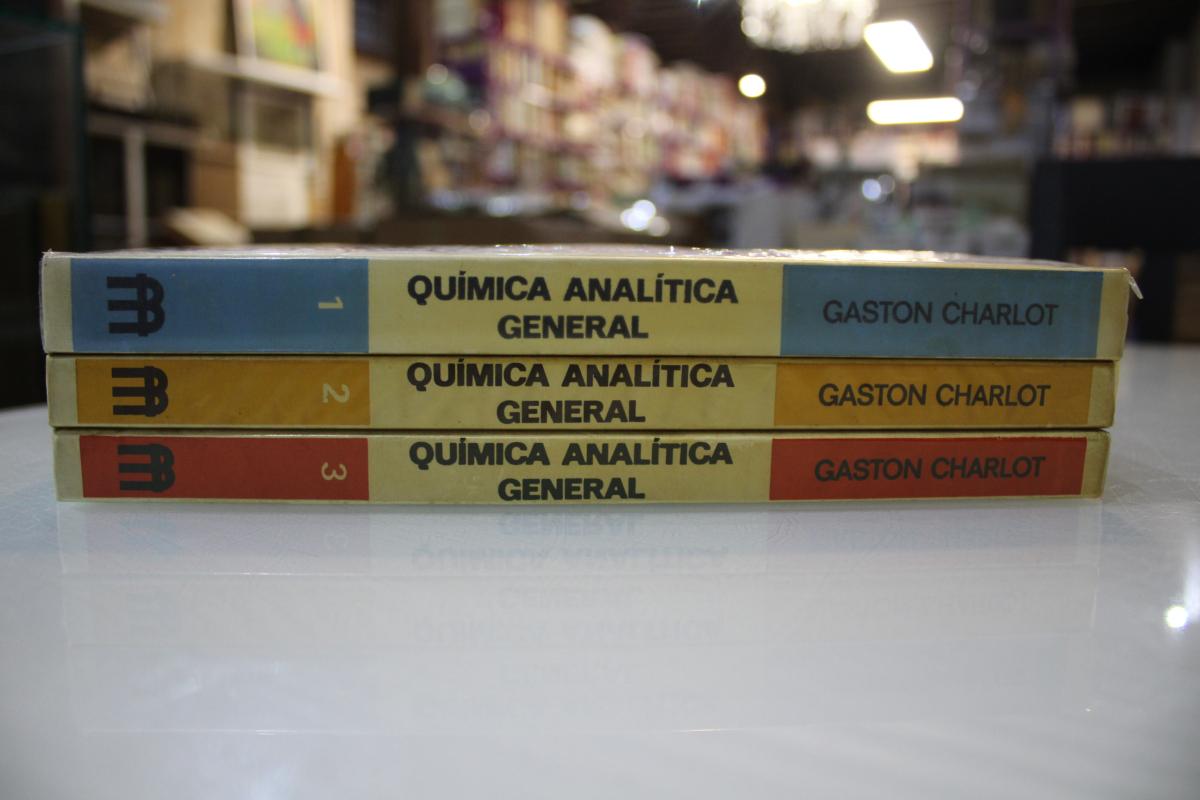 1
QUÍMICA ANALÍTICA
GENERAL
GASTON CHARLOT
2
QUÍMICA ANALÍTICA
GENERAL
GASTON CHARLOT
3
QUÍMICA ANALÍTICA
GENERAL
GASTON CHARLOT